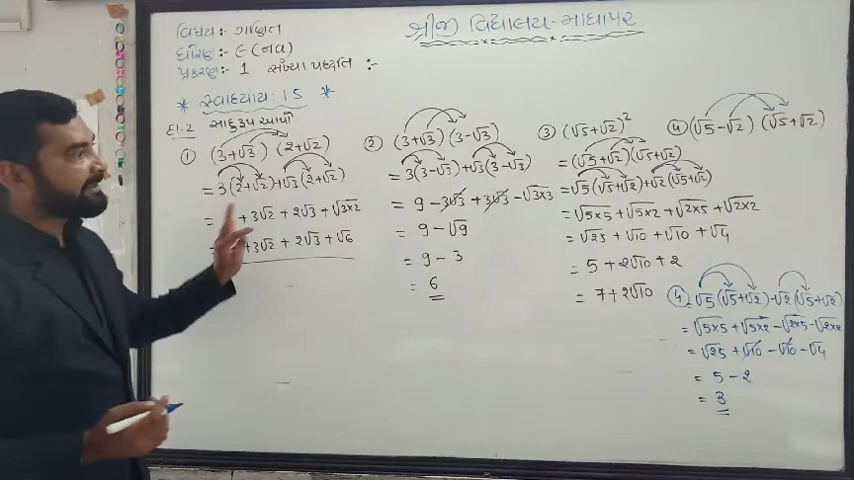 શ્રીજી વિદ્યાલય-માધાપર
વિષય:- ગણિત
ધોરણ:- ૯ (નવ)
પ્રકરણ:- 1 સંખ્યા પધ્ધતિ :-
* સ્વાધ્યાય: 1.5 *
દા-2 સાદુરૂપ આપો
① (3+√3) (2+√2)
= 3(2+√2)+√3(2+√2)
= + 3√2 + 2√3 + √3×2
= + 3√2 + 2√3 + √6
② (3+√3) (3-√3)
= 3(3-√3)+√3(3-√3)
= 9 - 3√3 + 3√3 - √3×3
= 9 - √9
= 9 - 3
= 6
③ (√5+√2)²
= (√5+√2)(√5+√2)
= √5(√5+√2)+√2(√5+√2)
= √5×5 + √5×2 + √2×5 + √2×2
= √25 + √10 + √10 + √4
= 5 + 2√10 + 2
= 7 + 2√10
④ (√5-√2) (√5+√2)
④ = √5(√5+√2)-√2(√5+√2)
= √5×5 + √5×2 - √2×5 - √2×2
= √25 + √10 - √10 - √4
= 5 - 2
= 3